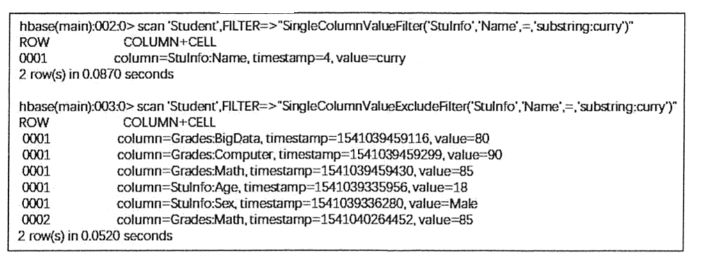 hbase(main):002:0> scan 'Student',FILTER=>"SingleColumnValueFilter('StuInfo','Name',=,'substring:curry')"
ROW COLUMN+CELL
0001 column=StuInfo:Name, timestamp=4, value=curry
2 row(s) in 0.0870 seconds
hbase(main):003:0> scan 'Student',FILTER=>"SingleColumnValueExcludeFilter('StuInfo','Name',=,'substring:curry')"
ROW COLUMN+CELL
0001 column=Grades:BigData, timestamp=1541039459116, value=80
0001 column=Grades:Computer, timestamp=1541039459299, value=90
0001 column=Grades:Math, timestamp=1541039459430, value=85
0001 column=StuInfo:Age, timestamp=1541039335956, value=18
0001 column=StuInfo:Sex, timestamp=1541039336280, value=Male
0002 column=Grades:Math, timestamp=1541040264452, value=85
2 row(s) in 0.0520 seconds